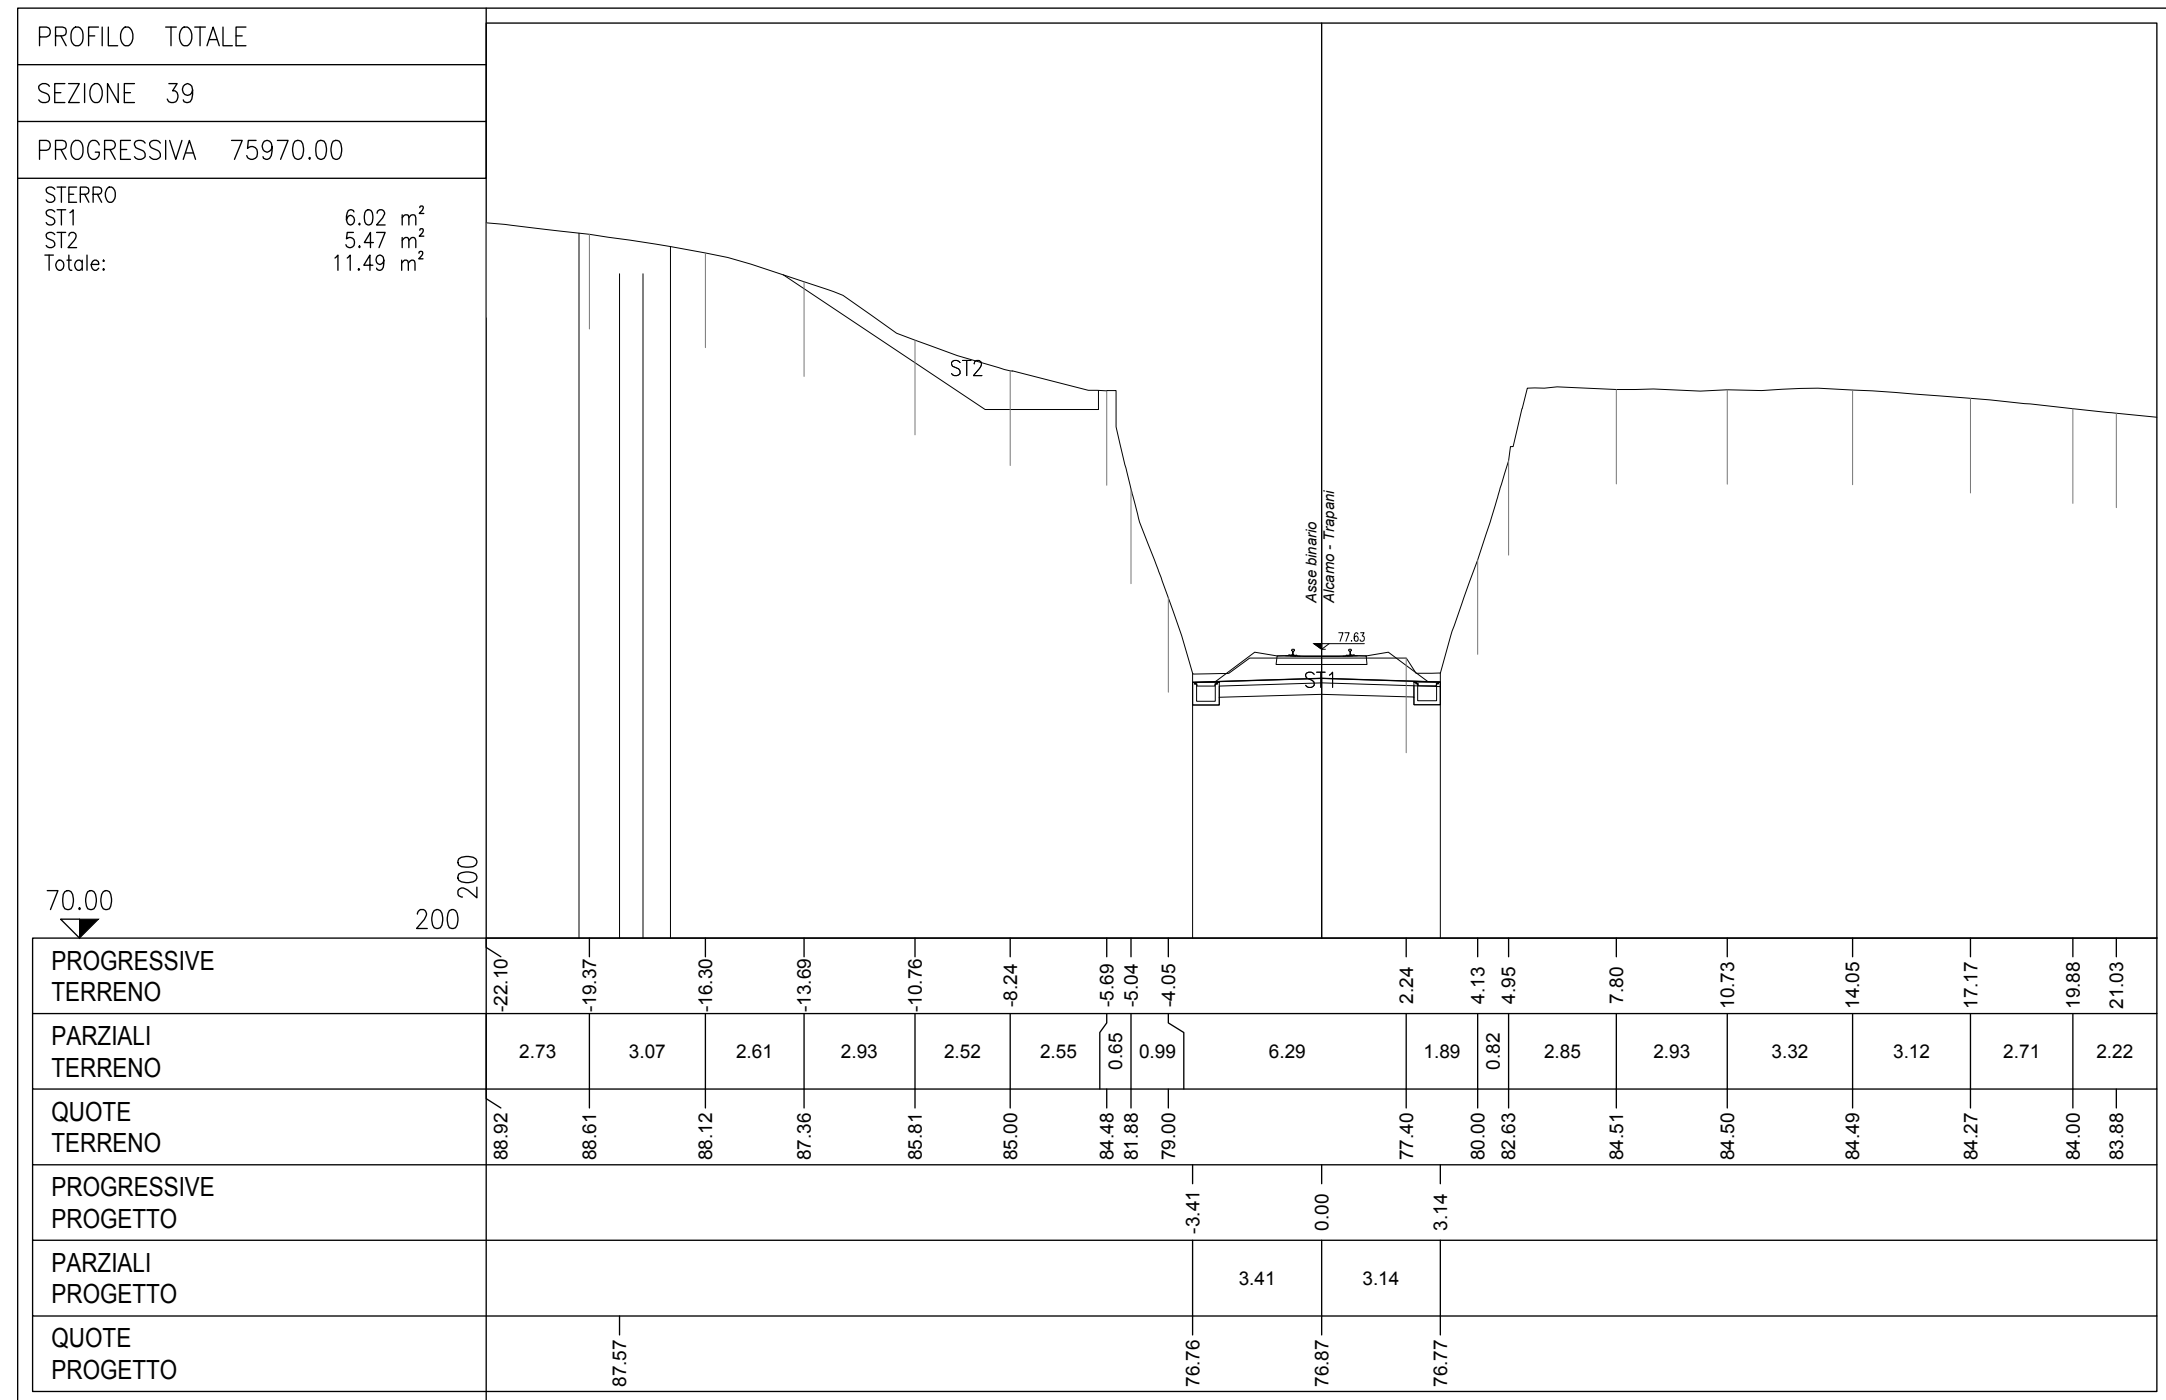 PROFILO TOTALE
SEZIONE 39
PROGRESSIVA 75970.00
STERRO
ST1 6.02 m²
ST2 5.47 m²
Totale: 11.49 m²
ST2
Asse binario
Alcamo - Trapani
77.63
ST1
200
70.00
200
PROGRESSIVE
TERRENO
-22.10 -19.37 -16.30 -13.69 -10.76 -8.24 -5.69 -5.04 -4.05 2.24 4.13 4.95 7.80 10.73 14.05 17.17 19.88 21.03
PARZIALI
TERRENO
2.73 3.07 2.61 2.93 2.52 2.55 0.65 0.99 6.29 1.89 0.82 2.85 2.93 3.32 3.12 2.71 2.22
QUOTE
TERRENO
88.92 88.61 88.12 87.36 85.81 85.00 84.48 81.88 79.00 77.40 80.00 82.63 84.51 84.50 84.49 84.27 84.00 83.88
PROGRESSIVE
PROGETTO
-3.41 0.00 3.14
PARZIALI
PROGETTO
3.41 3.14
QUOTE
PROGETTO
87.57 76.76 76.87 76.77